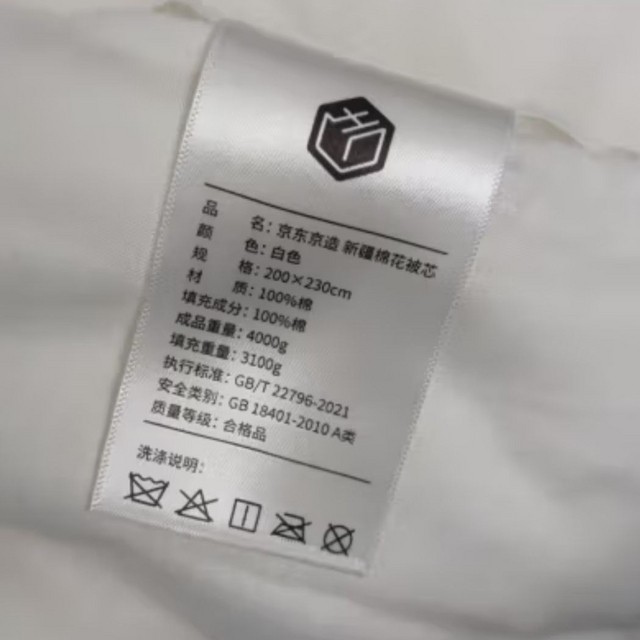 品名：京东京造 新疆棉花被芯
颜色：白色
规格：200×230cm
材质：100%棉
填充成分：100%棉
成品重量：4000g
填充重量：3100g
执行标准：GB/T 22796-2021
安全类别：GB 18401-2010 A类
质量等级：合格品
洗涤说明：